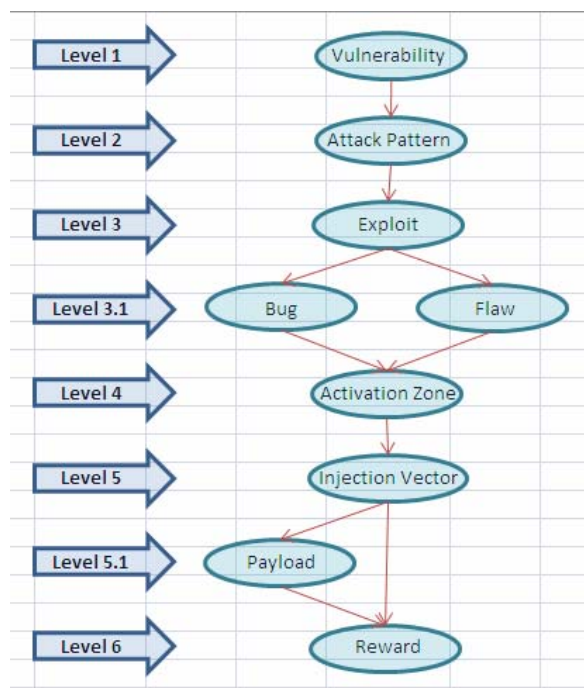 Level 1 Vulnerability
Level 2 Attack Pattern
Level 3 Exploit
Level 3.1 Bug Flaw
Level 4 Activation Zone
Level 5 Injection Vector
Level 5.1 Payload
Level 6 Reward